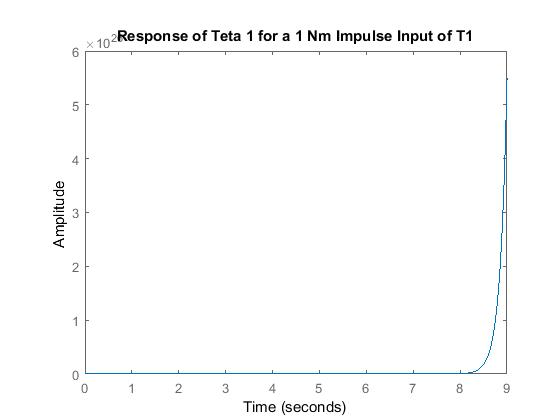 Response of Teta 1 for a 1 Nm Impulse Input of T1
6
5
4
3
2
1
0
Amplitude
0 1 2 3 4 5 6 7 8 9
Time (seconds)